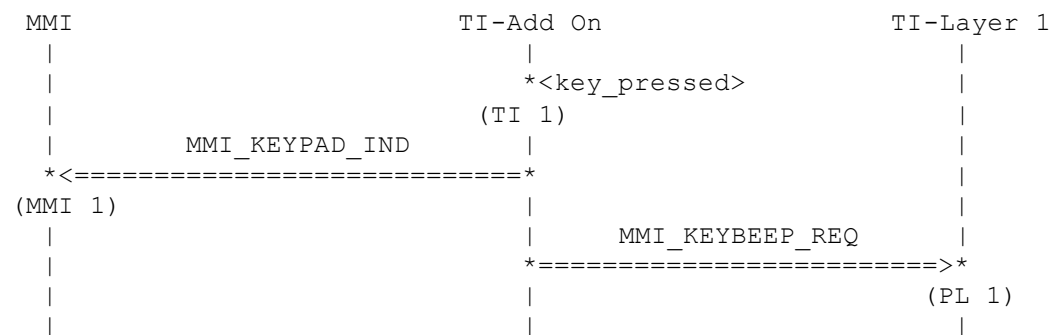 MMI TI-Add On TI-Layer 1
*<key_pressed>
(TI 1)
MMI_KEYPAD_IND
*<============================*
(MMI 1)
MMI_KEYBEEP_REQ
*=========================>*
(PL 1)